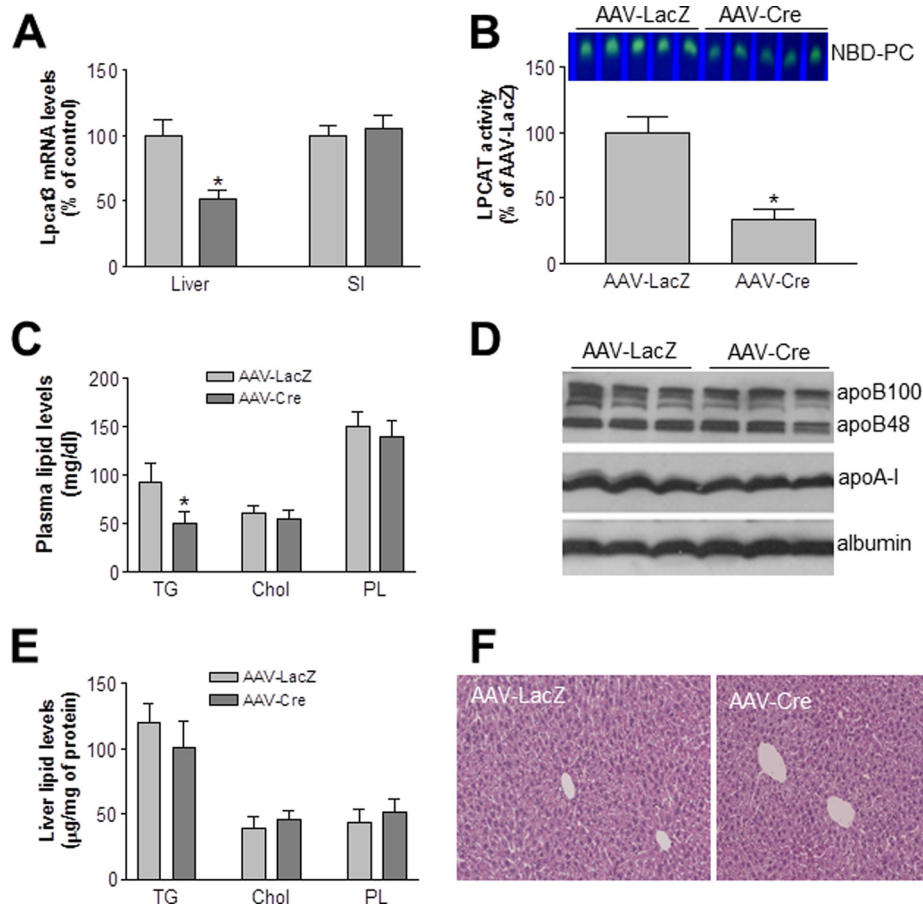 A
Lpcat3 mRNA levels
(% of control)
150
100
50
0
*
Liver
SI
B
AAV-LacZ
AAV-Cre
NBD-PC
LPCAT activity
(% of AAV-LacZ)
150
100
50
0
*
AAV-LacZ
AAV-Cre
C
Plasma lipid levels
(mg/dl)
200
150
100
50
0
AAV-LacZ
AAV-Cre
*
TG
Chol
PL
D
AAV-LacZ
AAV-Cre
apoB100
apoB48
apoA-I
albumin
E
Liver lipid levels
(µg/mg of protein)
150
100
50
0
AAV-LacZ
AAV-Cre
TG
Chol
PL
F
AAV-LacZ
AAV-Cre